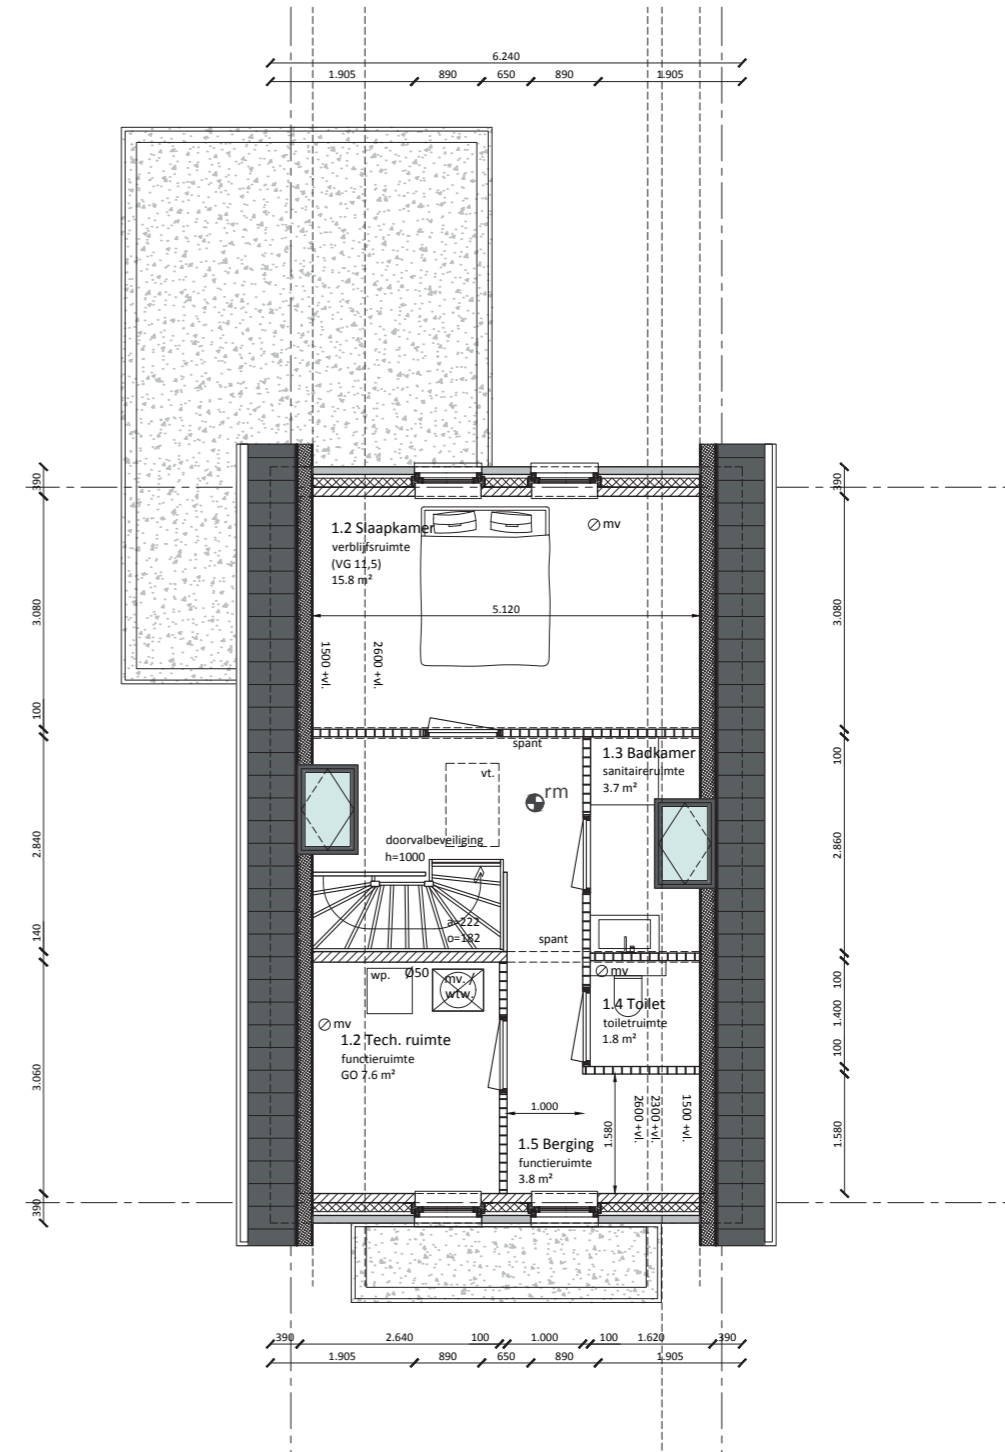 6.240
1.905 890 650 890 1.905
390 390
1.2 Slaapkamer
verblijfsruimte
(VG 11,5)
15.8 m²
mv
3.080 5.120 3.080
1500 +vl. 2600 +vl.
100 100
spant
1.3 Badkamer
sanitaireruimte
3.7 m²
vt.
rm
doorvalbeveiliging
h=1000
2.840 2.860
a=222
o=182
140
spant
wp. Ø50 mv. /
wtw.
mv
100
1.4 Toilet
toiletruimte
1.8 m²
1.400
mv
1.2 Tech. ruimte
functieruimte
GO 7.6 m²
100
3.060
1.000
1.580
2600 +vl. 2300 +vl. 1500 +vl.
1.580
1.5 Berging
functieruimte
3.8 m²
390
390 2.640 100 1.000 100 1.620 390
1.905 890 650 890 1.905